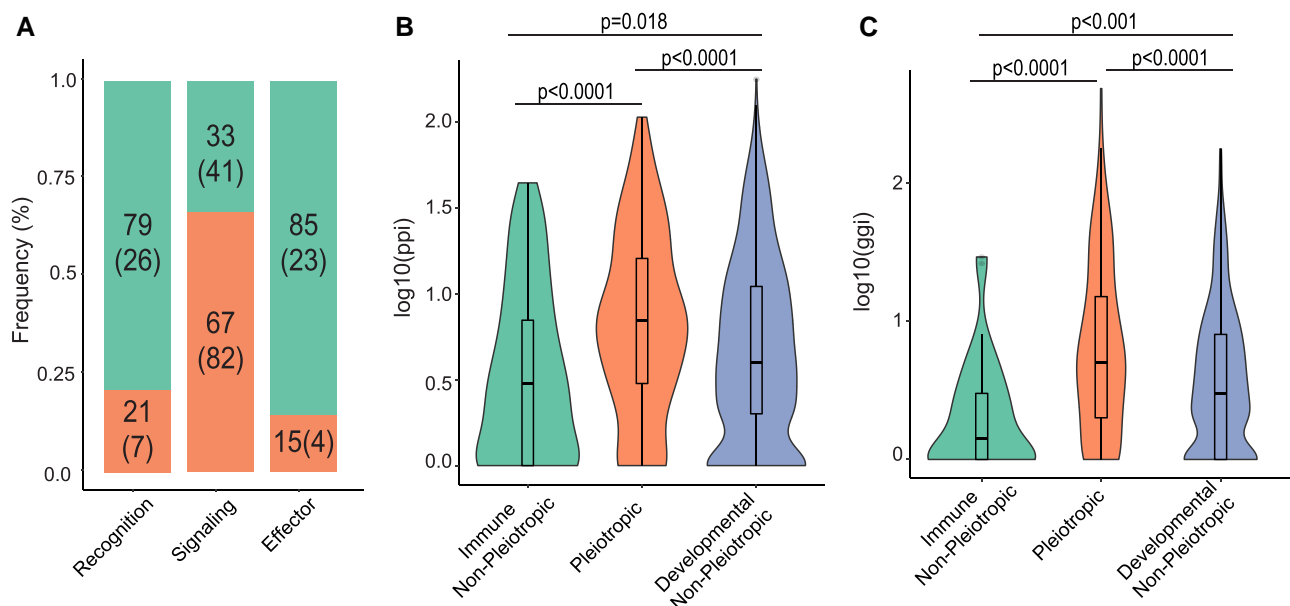 A
Frequency (%)
1.0
0.75
0.5
0.25
0.0
79
(26)
21
(7)
33
(41)
67
(82)
85
(23)
15(4)
Recognition
Signaling
Effector
B
p=0.018
p<0.0001
p<0.0001
log10(ppi)
2.0
1.5
1.0
0.5
0.0
Immune
Non-Pleiotropic
Pleiotropic
Developmental
Non-Pleiotropic
C
p<0.001
p<0.0001
p<0.0001
log10(ggi)
2
1
0
Immune
Non-Pleiotropic
Pleiotropic
Developmental
Non-Pleiotropic